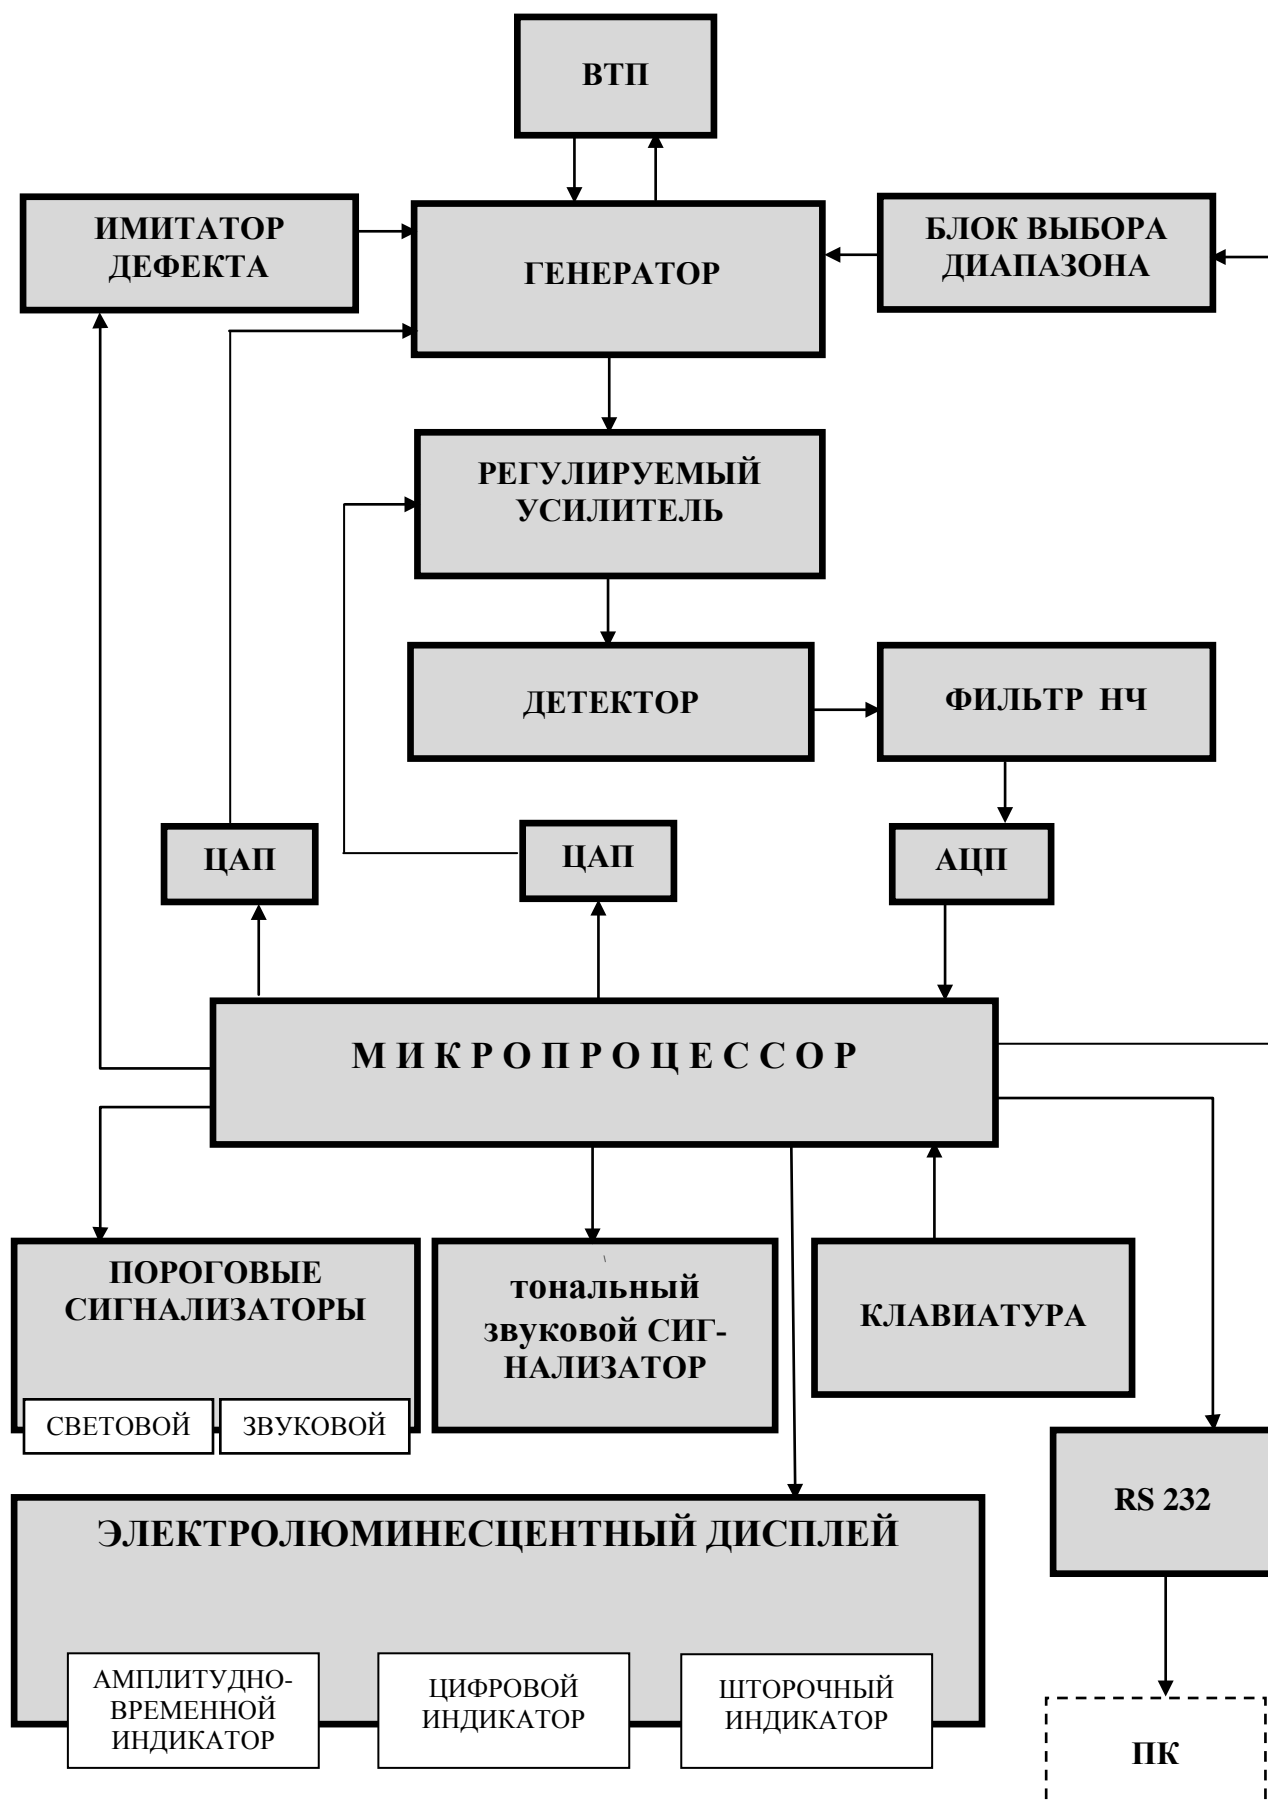 ВТП
ИМИТАТОР
ДЕФЕКТА
ГЕНЕРАТОР
БЛОК ВЫБОРА
ДИАПАЗОНА
РЕГУЛИРУЕМЫЙ
УСИЛИТЕЛЬ
ДЕТЕКТОР
ФИЛЬТР НЧ
ЦАП
ЦАП
АЦП
М И К Р О П Р О Ц Е С С О Р
ПОРОГОВЫЕ
СИГНАЛИЗАТОРЫ
СВЕТОВОЙ
ЗВУКОВОЙ
тональный
звуковой СИГ-
НАЛИЗАТОР
КЛАВИАТУРА
RS 232
ЭЛЕКТРОЛЮМИНЕСЦЕНТНЫЙ ДИСПЛЕЙ
АМПЛИТУДНО-
ВРЕМЕННОЙ
ИНДИКАТОР
ЦИФРОВОЙ
ИНДИКАТОР
ШТОРОЧНЫЙ
ИНДИКАТОР
ПК